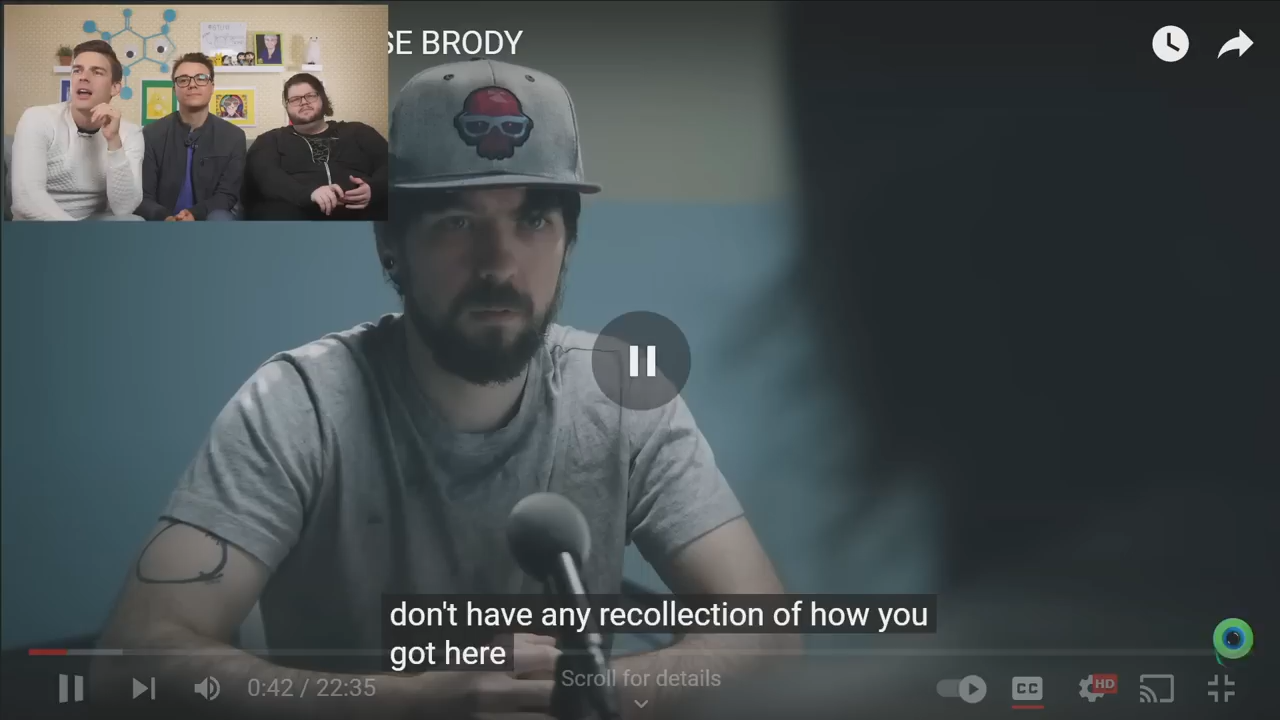 SE BRODY
don't have any recollection of how you
got here
Scroll for details
0:42 / 22:35
CC
HD